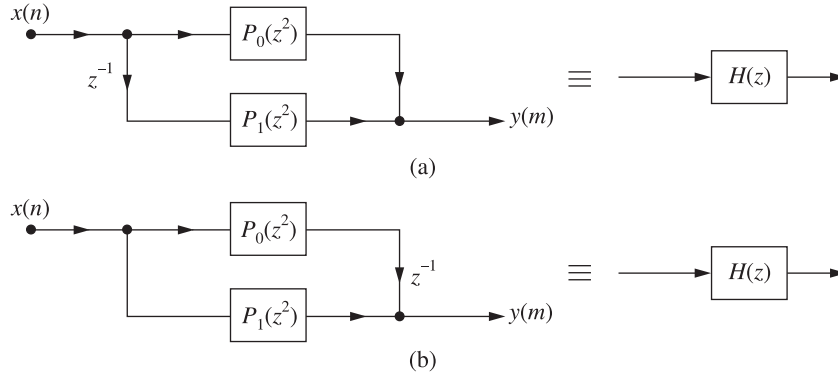 x(n)
P₀(z²)
z⁻¹
P₁(z²)
y(m)
≡
H(z)
(a)
x(n)
P₀(z²)
z⁻¹
P₁(z²)
y(m)
≡
H(z)
(b)